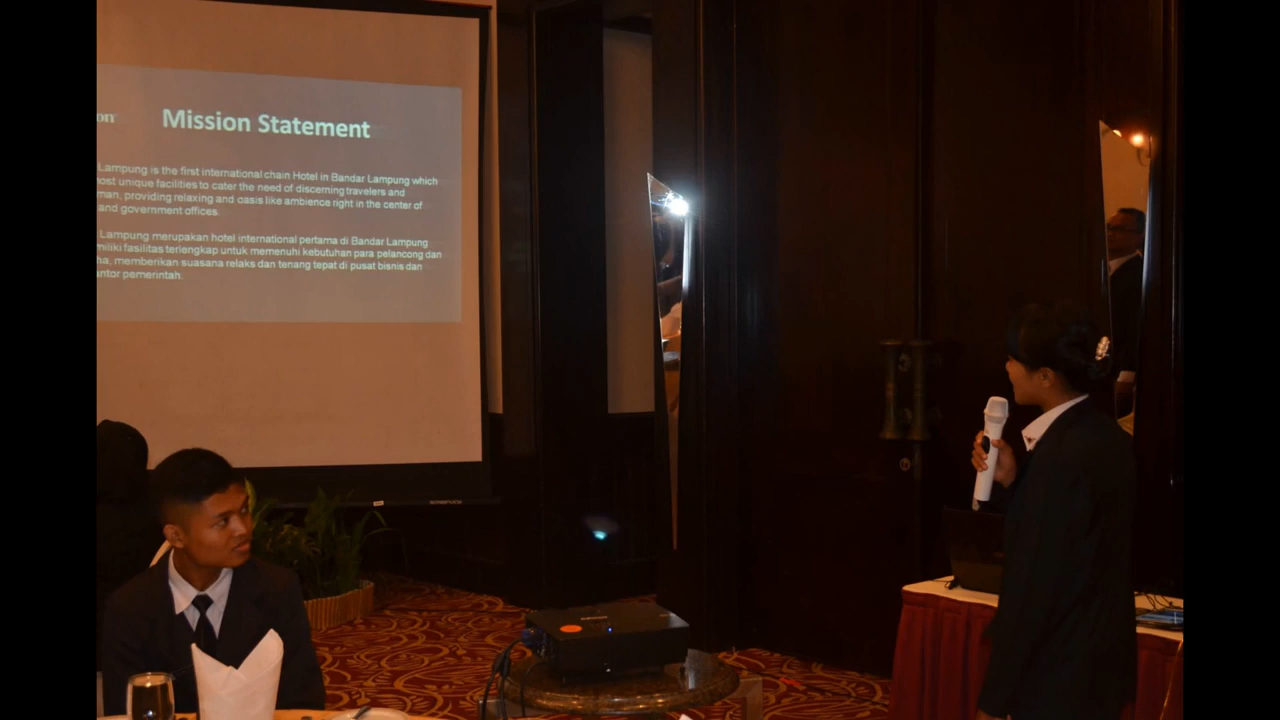 on
Mission Statement
Lampung is the first international chain Hotel in Bandar Lampung which
most unique facilities to cater the need of discerning travelers and
man, providing relaxing and oasis like ambience right in the center of
and government offices.
Lampung merupakan hotel international pertama di Bandar Lampung
miliki fasilitas terlengkap untuk memenuhi kebutuhan para pelancong dan
ha, memberikan suasana relaks dan tenang tepat di pusat bisnis dan
antor pemerintah.